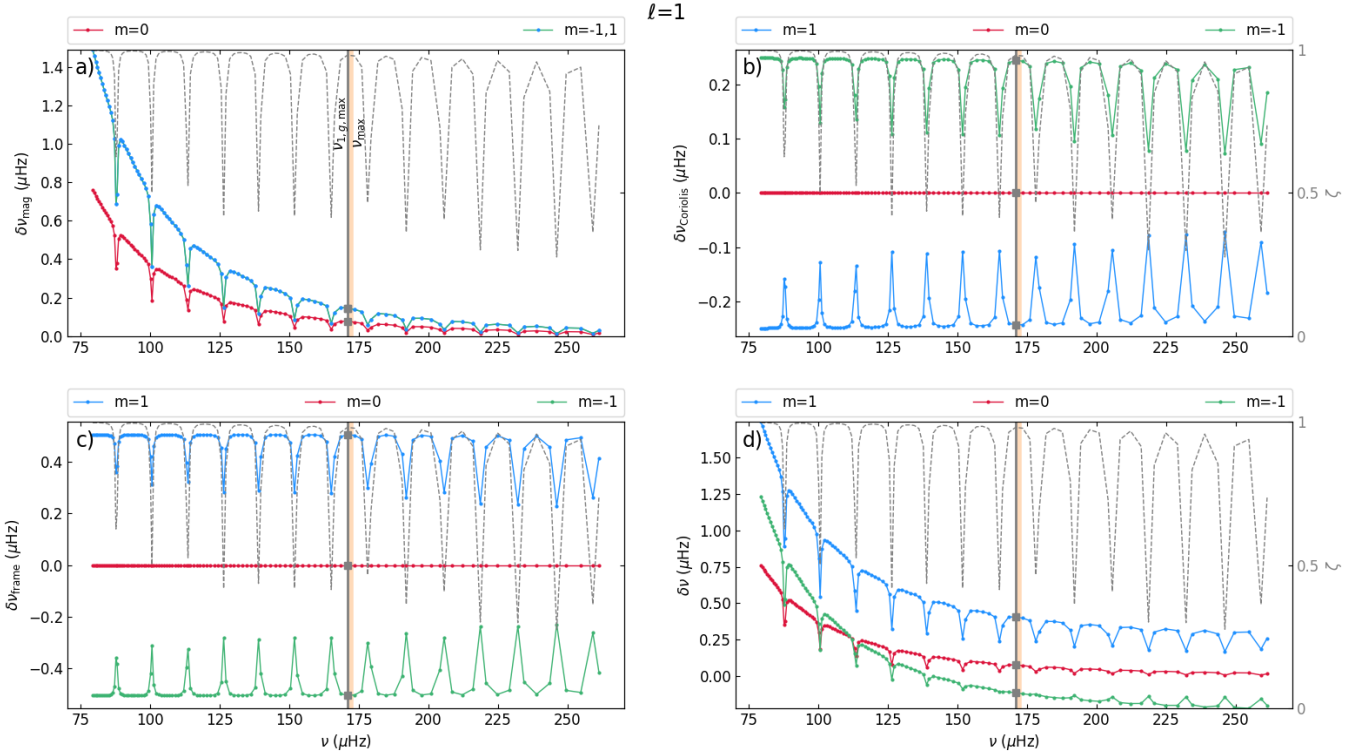 ℓ=1
m=0 m=-1,1
a)
δν_mag (μHz)
0.0 0.2 0.4 0.6 0.8 1.0 1.2 1.4
75 100 125 150 175 200 225 250
ν_1,g,max
ν_max
m=1 m=0 m=-1
b)
δν_Coriolis (μHz)
−0.2 −0.1 0.0 0.1 0.2
75 100 125 150 175 200 225 250
0 0.5 1
ζ
m=1 m=0 m=-1
c)
δν_frame (μHz)
−0.4 −0.2 0.0 0.2 0.4
75 100 125 150 175 200 225 250
ν (μHz)
m=1 m=0 m=-1
d)
δν (μHz)
0.00 0.25 0.50 0.75 1.00 1.25 1.50
75 100 125 150 175 200 225 250
ν (μHz)
0 0.5 1
ζ